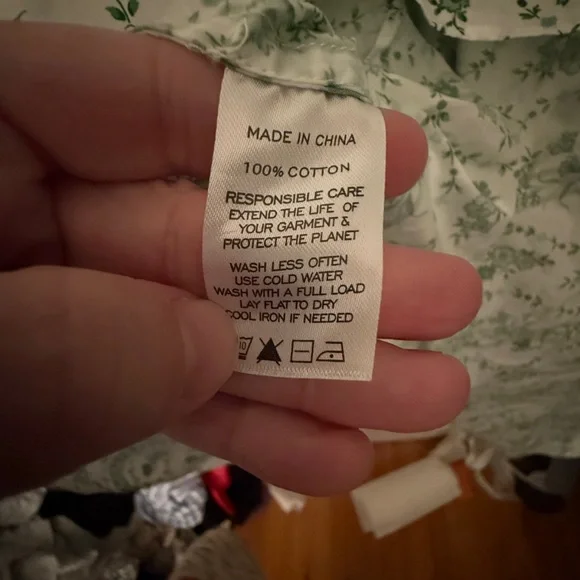 MADE IN CHINA
100% COTTON
RESPONSIBLE CARE
EXTEND THE LIFE OF
YOUR GARMENT &
PROTECT THE PLANET
WASH LESS OFTEN
USE COLD WATER
WASH WITH A FULL LOAD
LAY FLAT TO DRY
COOL IRON IF NEEDED